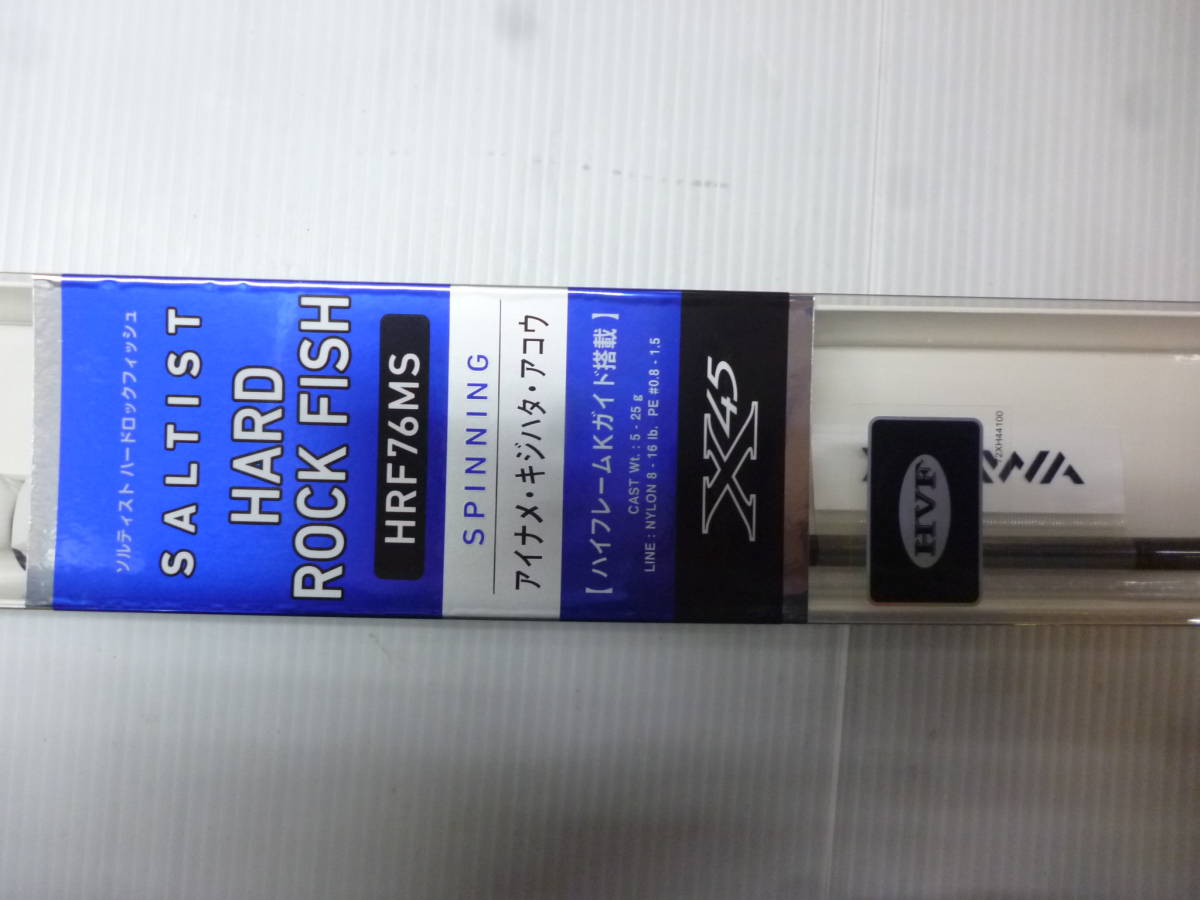 ソルティスト ハードロックフィッシュ
SALTIST
HARD
ROCK FISH
HRF76MS
SPINNING
アイナメ・キジハタ・アコウ
【 ハイフレームKガイド搭載 】
CAST Wt. : 5 - 25 g
LINE : NYLON 8 - 16 lb. PE #0.8 - 1.5
X45
HVF
2XH44100